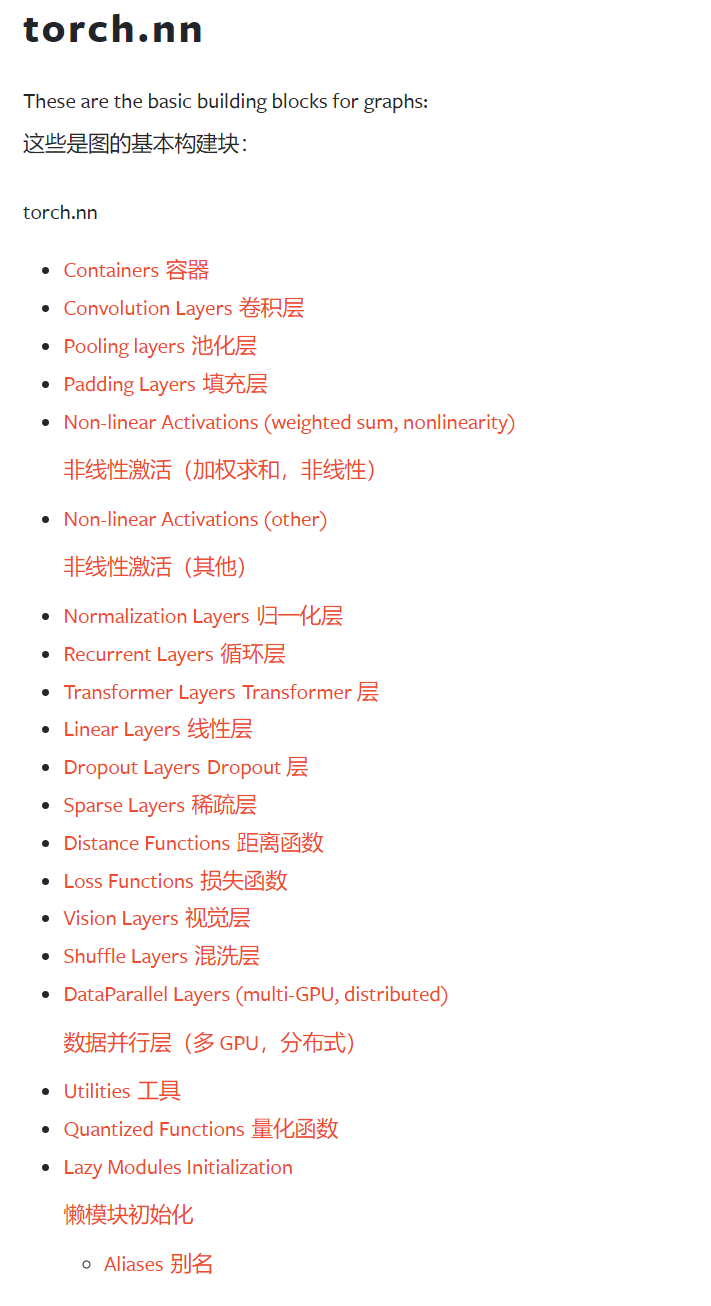 torch.nn
These are the basic building blocks for graphs:
这些是图的基本构建块：
torch.nn
Containers 容器
Convolution Layers 卷积层
Pooling layers 池化层
Padding Layers 填充层
Non-linear Activations (weighted sum, nonlinearity)
非线性激活（加权求和，非线性）
Non-linear Activations (other)
非线性激活（其他）
Normalization Layers 归一化层
Recurrent Layers 循环层
Transformer Layers Transformer 层
Linear Layers 线性层
Dropout Layers Dropout 层
Sparse Layers 稀疏层
Distance Functions 距离函数
Loss Functions 损失函数
Vision Layers 视觉层
Shuffle Layers 混洗层
DataParallel Layers (multi-GPU, distributed)
数据并行层（多 GPU，分布式）
Utilities 工具
Quantized Functions 量化函数
Lazy Modules Initialization
懒模块初始化
Aliases 别名